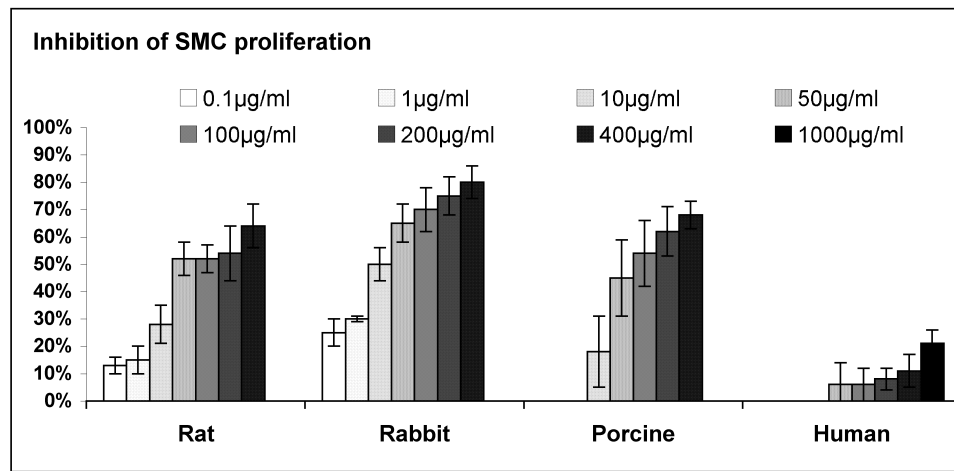 Inhibition of SMC proliferation
0.1µg/ml 1µg/ml 10µg/ml 50µg/ml
100µg/ml 200µg/ml 400µg/ml 1000µg/ml
100%
90%
80%
70%
60%
50%
40%
30%
20%
10%
0%
Rat Rabbit Porcine Human